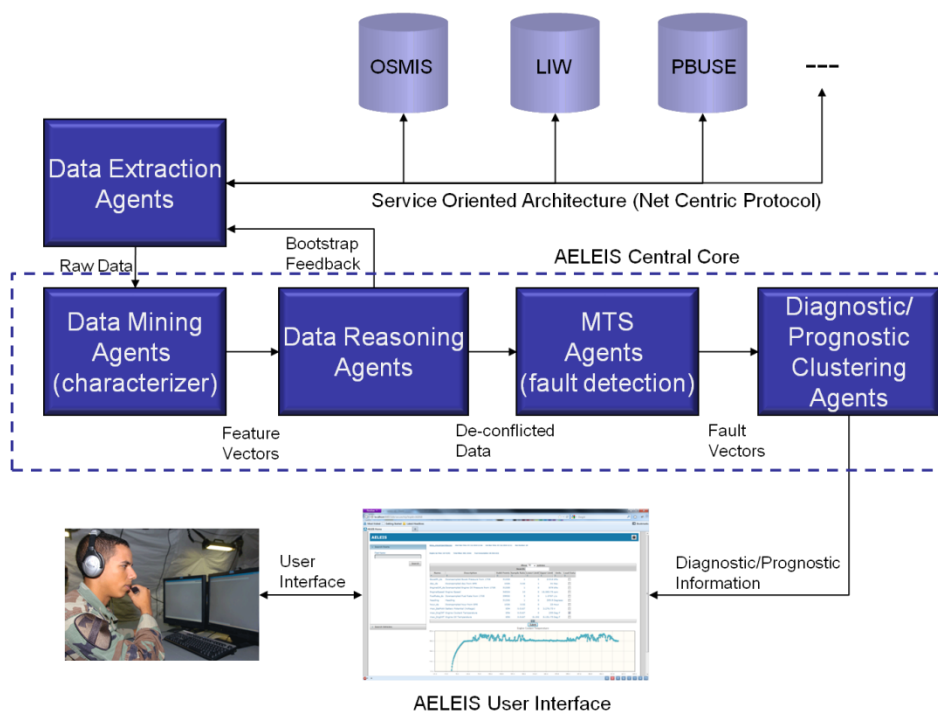 OSMIS
LIW
PBUSE
---
Data Extraction
Agents
Service Oriented Architecture (Net Centric Protocol)
Raw Data
Bootstrap
Feedback
AELEIS Central Core
Data Mining
Agents
(characterizer)
Data Reasoning
Agents
MTS
Agents
(fault detection)
Diagnostic/
Prognostic
Clustering
Agents
Feature
Vectors
De-conflicted
Data
Fault
Vectors
User
Interface
AELEIS
Diagnostic/Prognostic
Information
AELEIS User Interface